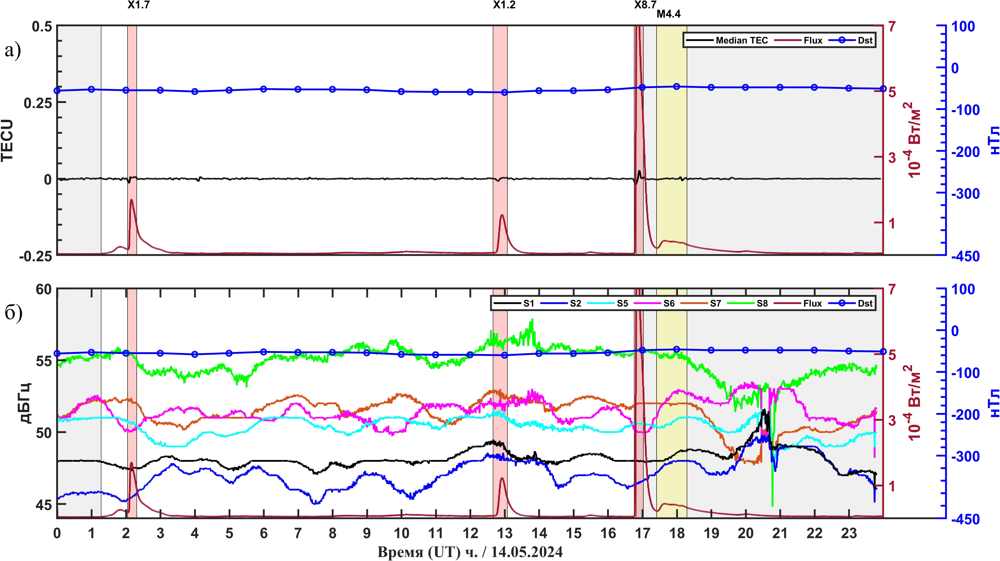 X1.7 X1.2 X8.7
M4.4
а)
0.5
0.25
0
-0.25
TECU
Median TEC Flux Dst
7
5
3
1
10-4 Вт/м2
100
0
-100
-200
-300
-450
нТл
б)
60
55
50
45
дБГц
S1 S2 S5 S6 S7 S8 Flux Dst
7
5
3
1
10-4 Вт/м2
100
0
-100
-200
-300
-450
нТл
0 1 2 3 4 5 6 7 8 9 10 11 12 13 14 15 16 17 18 19 20 21 22 23
Время (UT) ч. / 14.05.2024